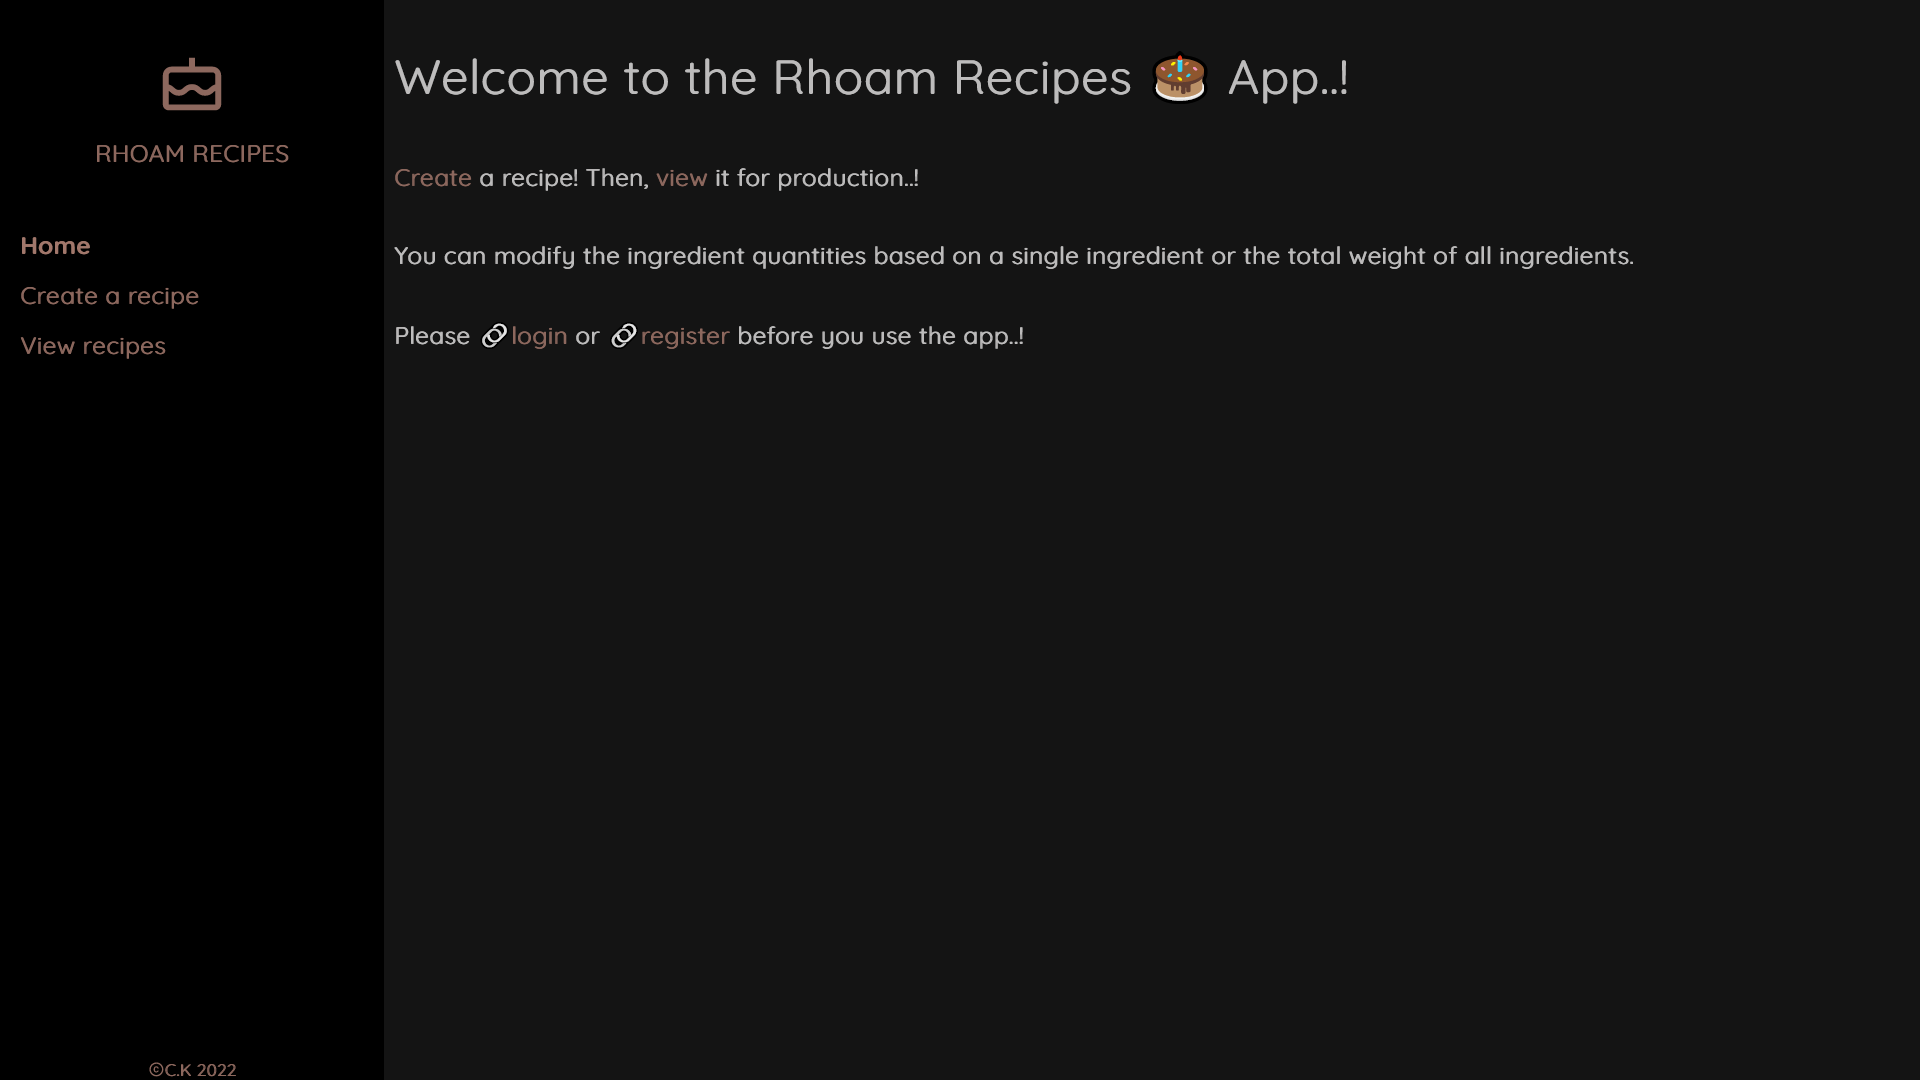 RHOAM RECIPES
Home
Create a recipe
View recipes
©C.K 2022
Welcome to the Rhoam Recipes 🎂 App..!
Create a recipe! Then, view it for production..!
You can modify the ingredient quantities based on a single ingredient or the total weight of all ingredients.
Please 🔗login or 🔗register before you use the app..!